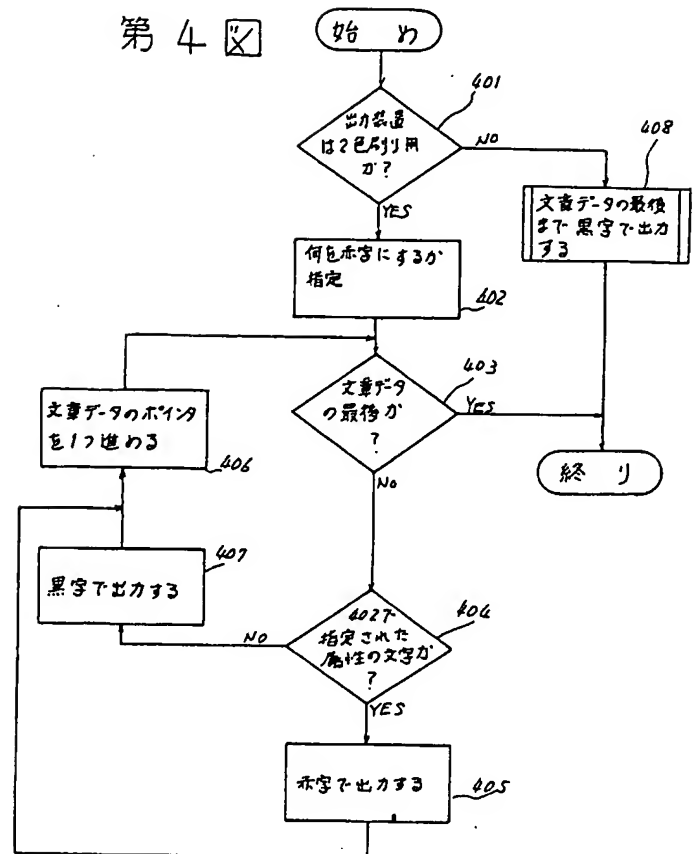 第4図
始め
401
出力装置
は2色刷り用
か?
NO
YES
408
文章データの最後
まで黒字で出力
する
何を赤字にするか
指定
402
403
文章データ
の最後か
?
YES
NO
終り
文章データのポインタ
を1つ進める
406
407
黒字で出力する
404
402で
指定された
属性の文字か
?
NO
YES
赤字で出力する
405